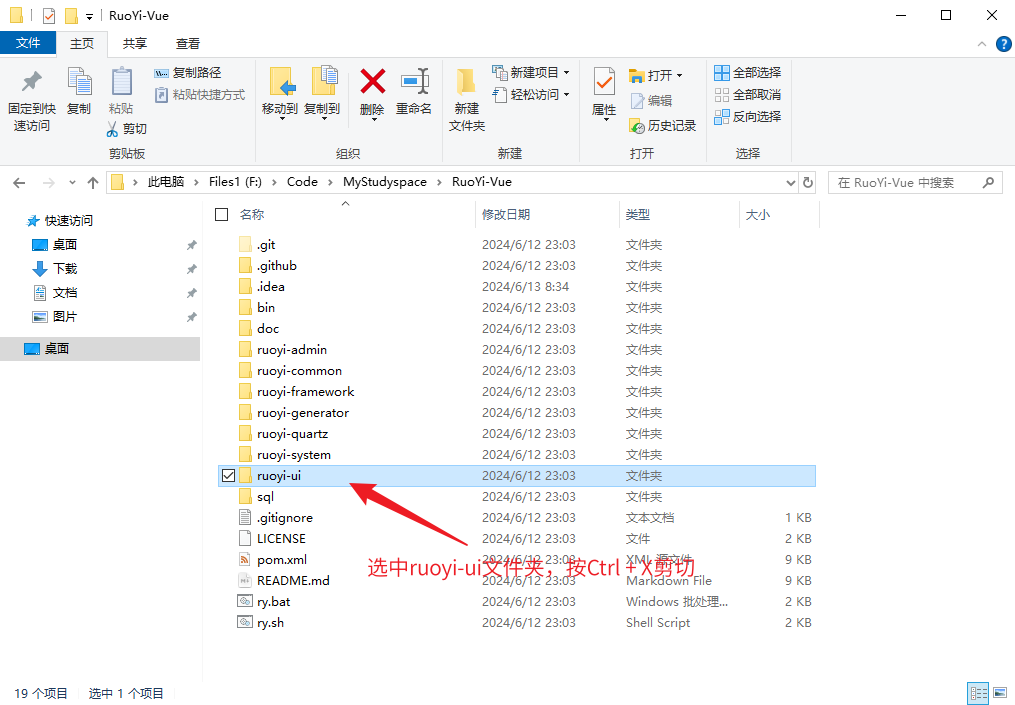 RuoYi-Vue
文件 主页 共享 查看
固定到快速访问
复制
粘贴
复制路径
粘贴快捷方式
剪切
剪贴板
移动到
复制到
删除
重命名
组织
新建文件夹
新建项目
轻松访问
新建
属性
打开
编辑
历史记录
打开
全部选择
全部取消
反向选择
选择
此电脑 > Files1 (F:) > Code > MyStudyspace > RuoYi-Vue
在 RuoYi-Vue 中搜索
快速访问
桌面
下载
文档
图片
桌面
名称 修改日期 类型 大小
.git 2024/6/12 23:03 文件夹
.github 2024/6/12 23:03 文件夹
.idea 2024/6/13 8:34 文件夹
bin 2024/6/12 23:03 文件夹
doc 2024/6/12 23:03 文件夹
ruoyi-admin 2024/6/12 23:03 文件夹
ruoyi-common 2024/6/12 23:03 文件夹
ruoyi-framework 2024/6/12 23:03 文件夹
ruoyi-generator 2024/6/12 23:03 文件夹
ruoyi-quartz 2024/6/12 23:03 文件夹
ruoyi-system 2024/6/12 23:03 文件夹
ruoyi-ui 2024/6/12 23:03 文件夹
sql 2024/6/12 23:03 文件夹
.gitignore 2024/6/12 23:03 文本文档 1 KB
LICENSE 2024/6/12 23:03 文件 2 KB
pom.xml 2024/6/12 23:03 XML 源文件 9 KB
选中ruoyi-ui文件夹，按Ctrl + X剪切
README.md 2024/6/12 23:03 Markdown File 9 KB
ry.bat 2024/6/12 23:03 Windows 批处理... 2 KB
ry.sh 2024/6/12 23:03 Shell Script 2 KB
19 个项目 选中 1 个项目